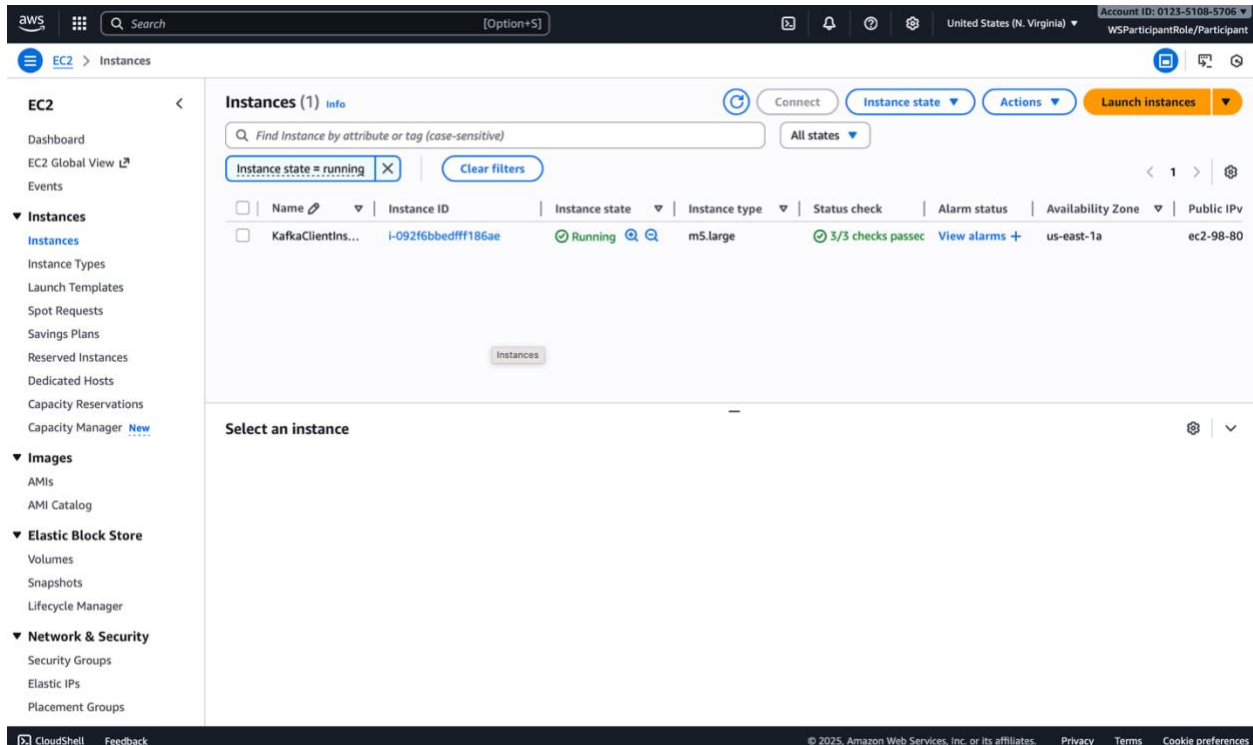 aws Search [Option+S] United States (N. Virginia) Account ID: 0123-5108-5706
WSParticipantRole/Participant
EC2 > Instances
EC2
Dashboard
EC2 Global View
Events
Instances
Instances
Instance Types
Launch Templates
Spot Requests
Savings Plans
Reserved Instances
Dedicated Hosts
Capacity Reservations
Capacity Manager New
Images
AMIs
AMI Catalog
Elastic Block Store
Volumes
Snapshots
Lifecycle Manager
Network & Security
Security Groups
Elastic IPs
Placement Groups
Instances (1) Info Connect Instance state Actions Launch instances
Find Instance by attribute or tag (case-sensitive) All states
Instance state = running Clear filters 1
Name Instance ID Instance state Instance type Status check Alarm status Availability Zone Public IPv
KafkaClientIns... i-092f6bbedfff186ae Running m5.large 3/3 checks passec View alarms + us-east-1a ec2-98-80
Instances
Select an instance
CloudShell Feedback © 2025, Amazon Web Services, Inc. or its affiliates. Privacy Terms Cookie preferences